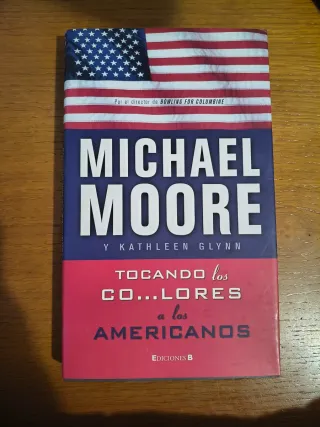 Por el director de BOWLING FOR COLUMBINE
MICHAEL
MOORE
Y KATHLEEN GLYNN
TOCANDO los
CO...LORES
a los
AMERICANOS
EDICIONES B